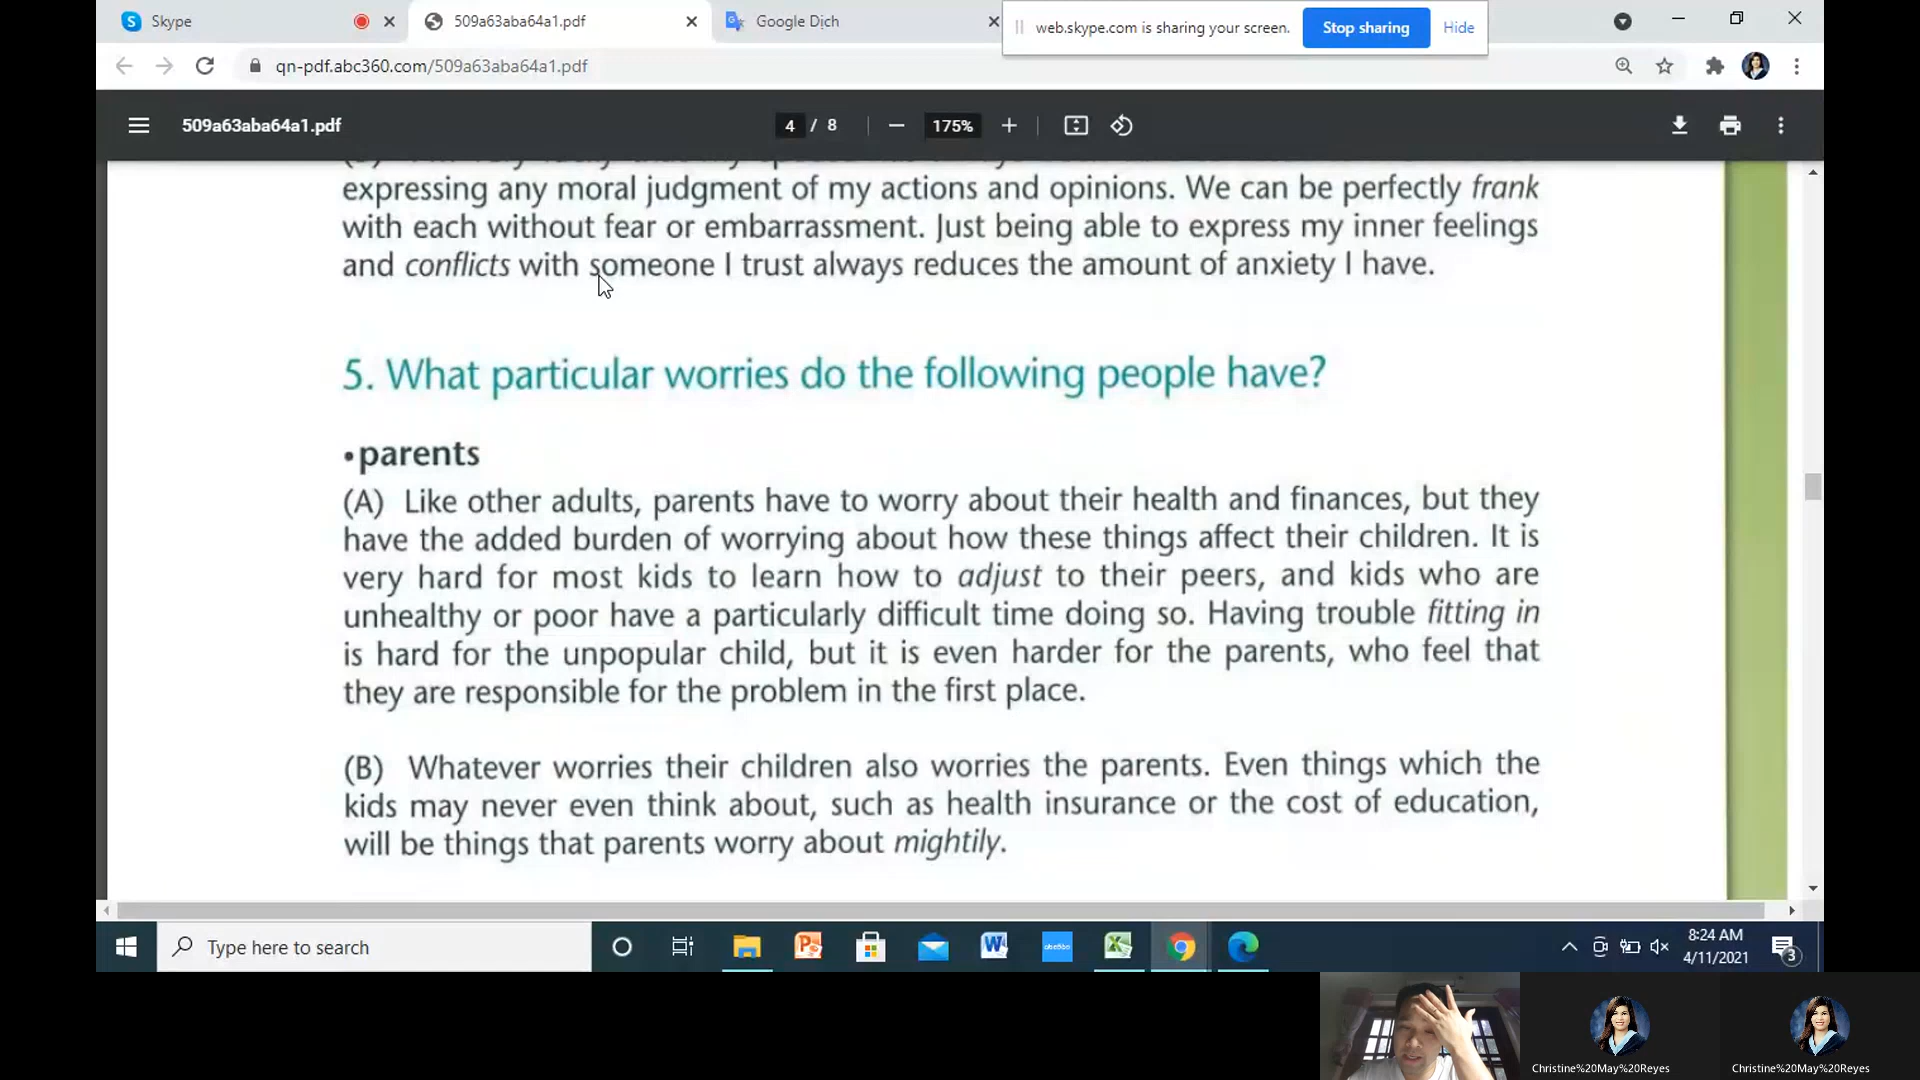 Skype
509a63aba64a1.pdf
Google Dịch
web.skype.com is sharing your screen.
Stop sharing
Hide
qn-pdf.abc360.com/509a63aba64a1.pdf
509a63aba64a1.pdf
4 / 8
175%
expressing any moral judgment of my actions and opinions. We can be perfectly frank
with each without fear or embarrassment. Just being able to express my inner feelings
and conflicts with someone I trust always reduces the amount of anxiety I have.
5. What particular worries do the following people have?
•parents
(A) Like other adults, parents have to worry about their health and finances, but they
have the added burden of worrying about how these things affect their children. It is
very hard for most kids to learn how to adjust to their peers, and kids who are
unhealthy or poor have a particularly difficult time doing so. Having trouble fitting in
is hard for the unpopular child, but it is even harder for the parents, who feel that
they are responsible for the problem in the first place.
(B) Whatever worries their children also worries the parents. Even things which the
kids may never even think about, such as health insurance or the cost of education,
will be things that parents worry about mightily.
Type here to search
8:24 AM
4/11/2021
3
Christine%20May%20Reyes
Christine%20May%20Reyes